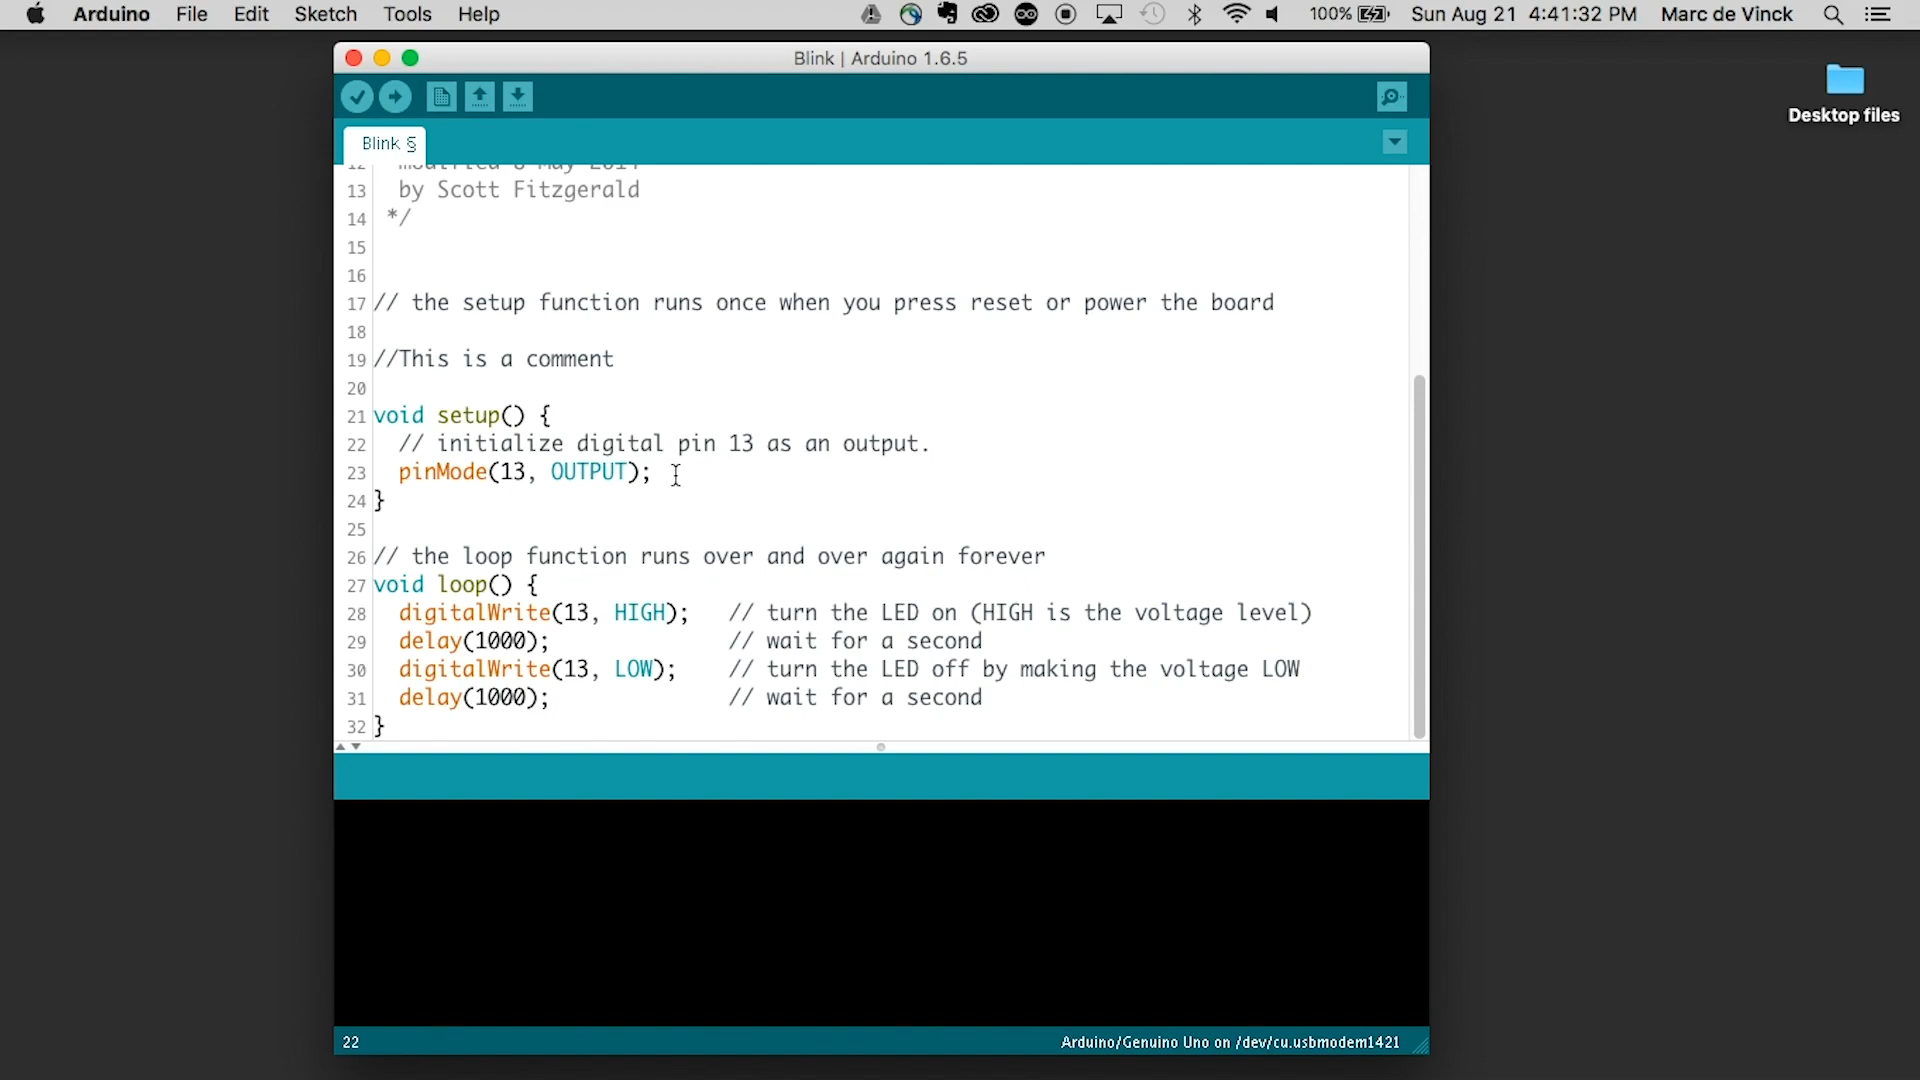 Arduino File Edit Sketch Tools Help 100% Sun Aug 21 4:41:32 PM Marc de Vinck
Blink | Arduino 1.6.5
Desktop files
Blink §
12 modified 8 May 2014
13 by Scott Fitzgerald
14 */
15
16
17 // the setup function runs once when you press reset or power the board
18
19 //This is a comment
20
21 void setup() {
22 // initialize digital pin 13 as an output.
23 pinMode(13, OUTPUT);
24 }
25
26 // the loop function runs over and over again forever
27 void loop() {
28 digitalWrite(13, HIGH); // turn the LED on (HIGH is the voltage level)
29 delay(1000); // wait for a second
30 digitalWrite(13, LOW); // turn the LED off by making the voltage LOW
31 delay(1000); // wait for a second
32 }
22 Arduino/Genuino Uno on /dev/cu.usbmodem1421